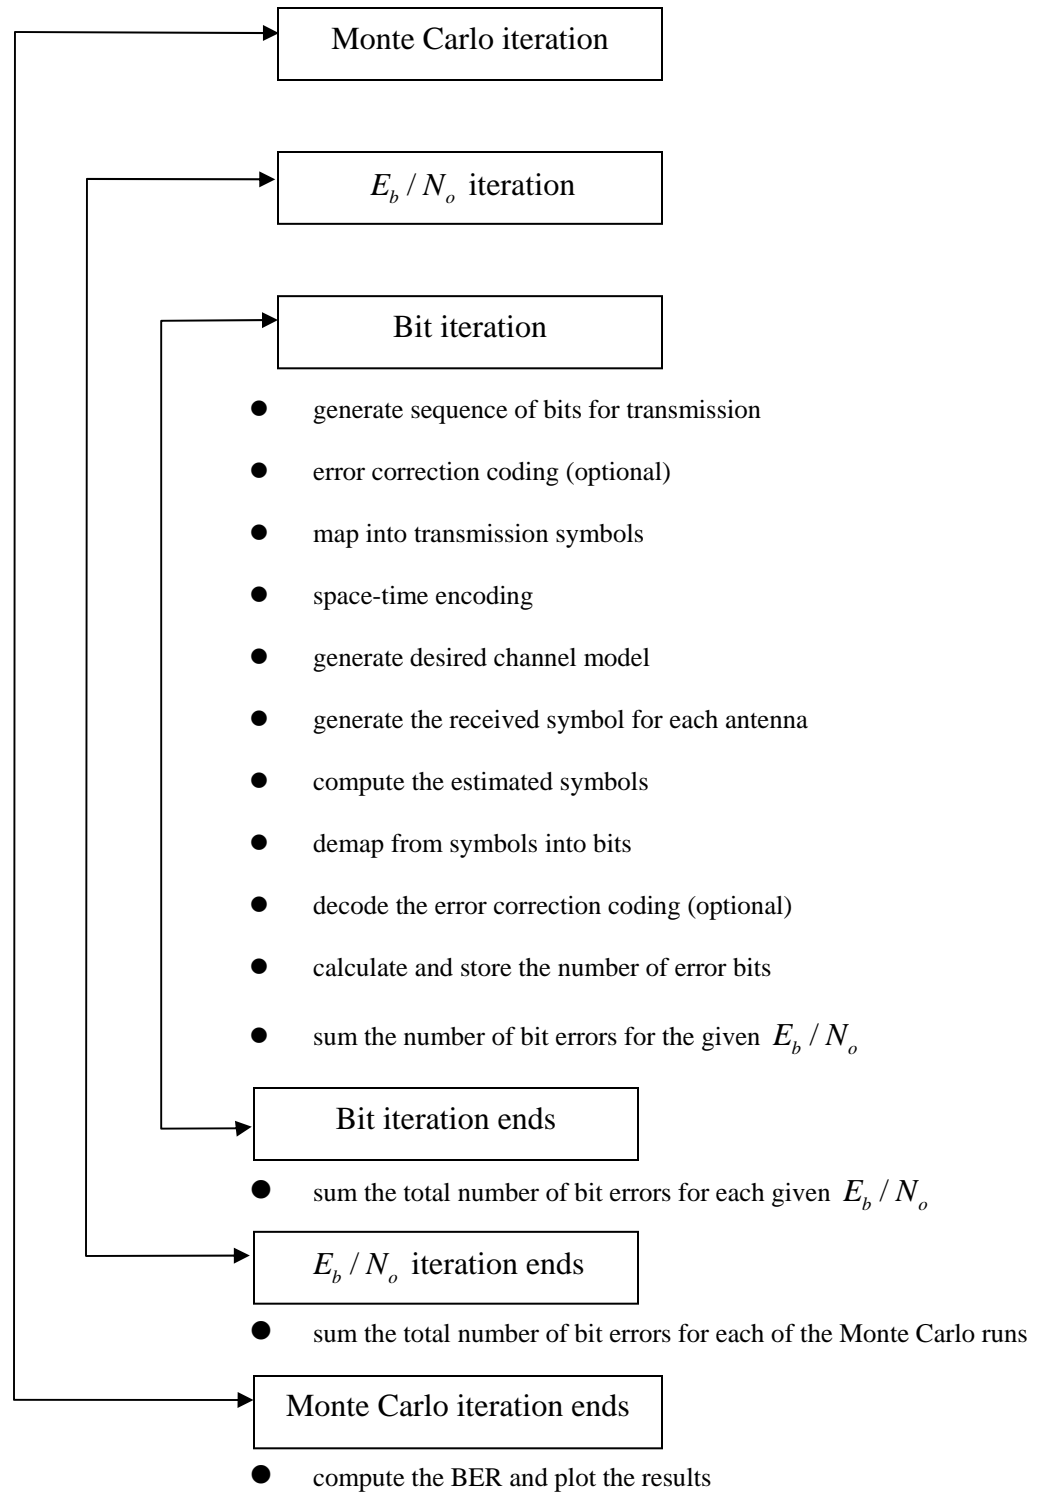 Monte Carlo iteration
E_b / N_o iteration
Bit iteration
● generate sequence of bits for transmission
● error correction coding (optional)
● map into transmission symbols
● space-time encoding
● generate desired channel model
● generate the received symbol for each antenna
● compute the estimated symbols
● demap from symbols into bits
● decode the error correction coding (optional)
● calculate and store the number of error bits
● sum the number of bit errors for the given E_b / N_o
Bit iteration ends
● sum the total number of bit errors for each given E_b / N_o
E_b / N_o iteration ends
● sum the total number of bit errors for each of the Monte Carlo runs
Monte Carlo iteration ends
● compute the BER and plot the results